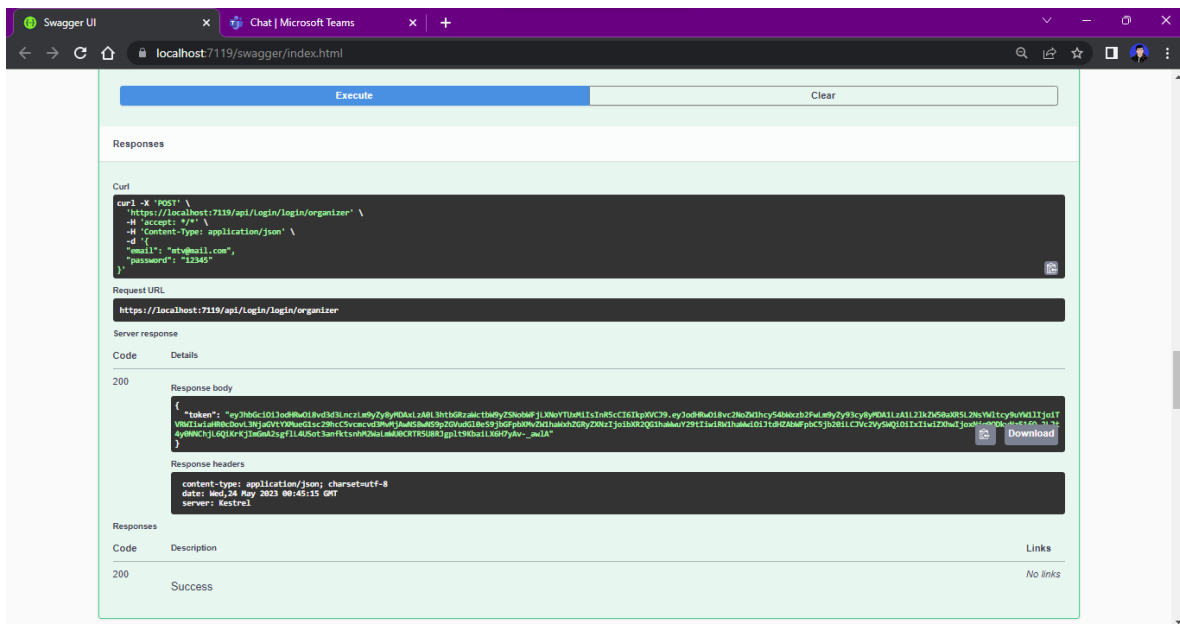 Swagger UI
Chat | Microsoft Teams
localhost:7119/swagger/index.html
Execute
Clear
Responses
Curl
curl -X 'POST' \
'https://localhost:7119/api/Login/login/organizer' \
-H 'accept: */*' \
-H 'Content-Type: application/json' \
-d '{
"email": "mtv@mail.com",
"password": "12345"
}'
Request URL
https://localhost:7119/api/Login/login/organizer
Server response
Code Details
200
Response body
{
"token":
Download
}
Response headers
content-type: application/json; charset=utf-8
date: Wed,24 May 2023 00:45:15 GMT
server: Kestrel
Responses
Code Description Links
200 Success No links